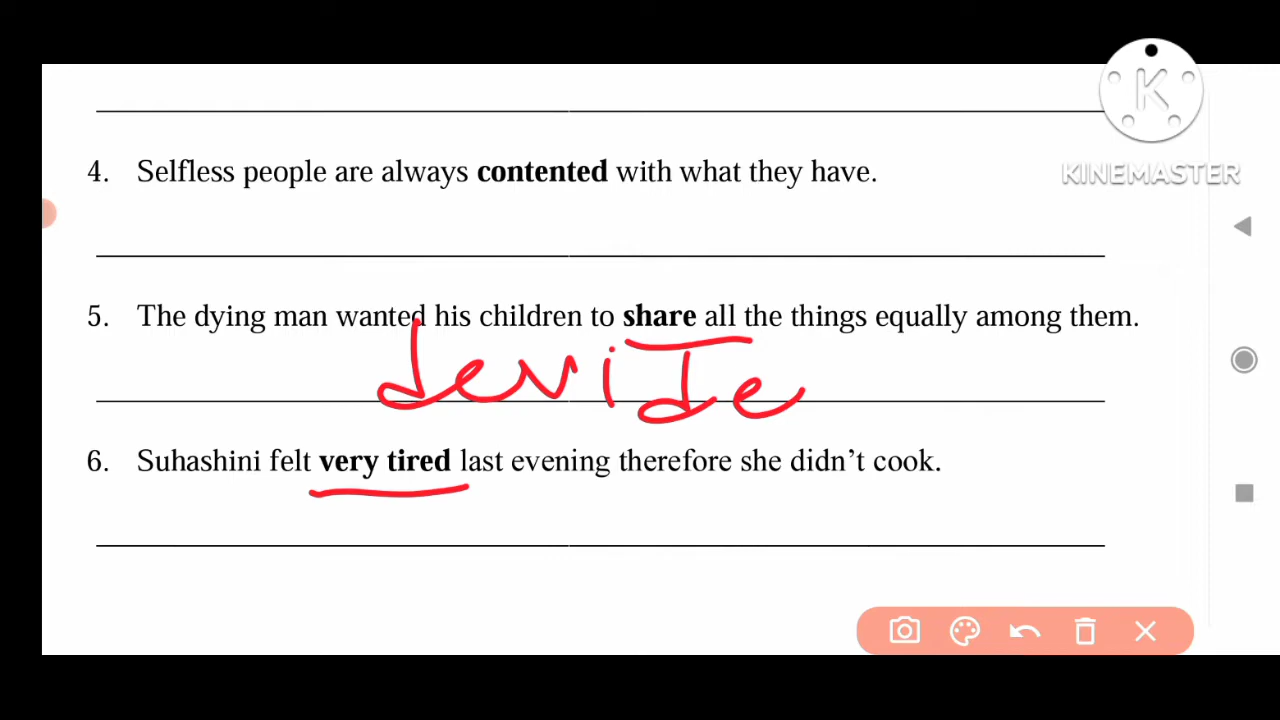 K
KINEMASTER
4. Selfless people are always contented with what they have.
5. The dying man wanted his children to share all the things equally among them.
devide
6. Suhashini felt very tired last evening therefore she didn't cook.